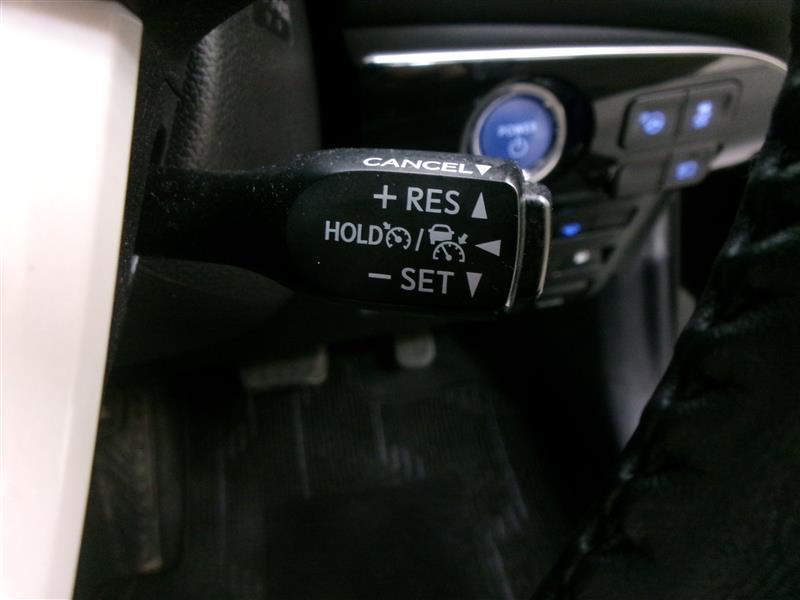 CANCEL
+ RES
HOLD /
- SET
POWER